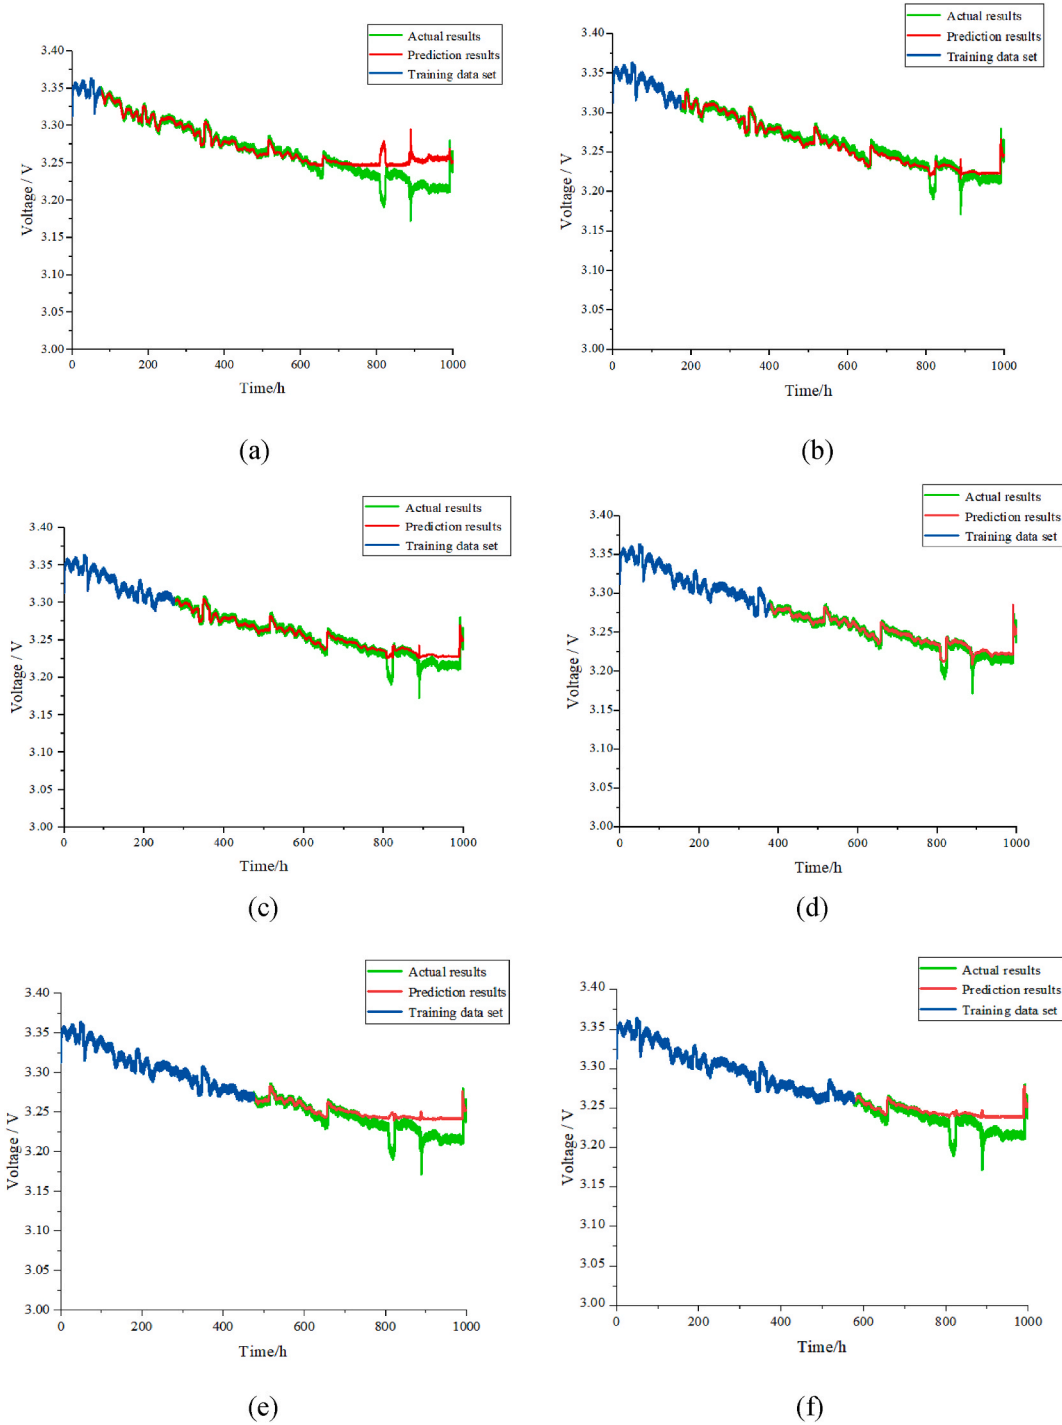 Actual results
Prediction results
Training data set
3.40
3.35
3.30
3.25
3.20
3.15
3.10
3.05
3.00
Voltage / V
0 200 400 600 800 1000
Time/h
(a)
Actual results
Prediction results
Training data set
3.40
3.35
3.30
3.25
3.20
3.15
3.10
3.05
3.00
Voltage / V
0 200 400 600 800 1000
Time/h
(b)
Actual results
Prediction results
Training data set
3.40
3.35
3.30
3.25
3.20
3.15
3.10
3.05
3.00
Voltage / V
0 200 400 600 800 1000
Time/h
(c)
Actual results
Prediction results
Training data set
3.40
3.35
3.30
3.25
3.20
3.15
3.10
3.05
3.00
Voltage / V
0 200 400 600 800 1000
Time/h
(d)
Actual results
Prediction results
Training data set
3.40
3.35
3.30
3.25
3.20
3.15
3.10
3.05
3.00
Voltage / V
0 200 400 600 800 1000
Time/h
(e)
Actual results
Prediction results
Training data set
3.40
3.35
3.30
3.25
3.20
3.15
3.10
3.05
3.00
Voltage / V
0 200 400 600 800 1000
Time/h
(f)